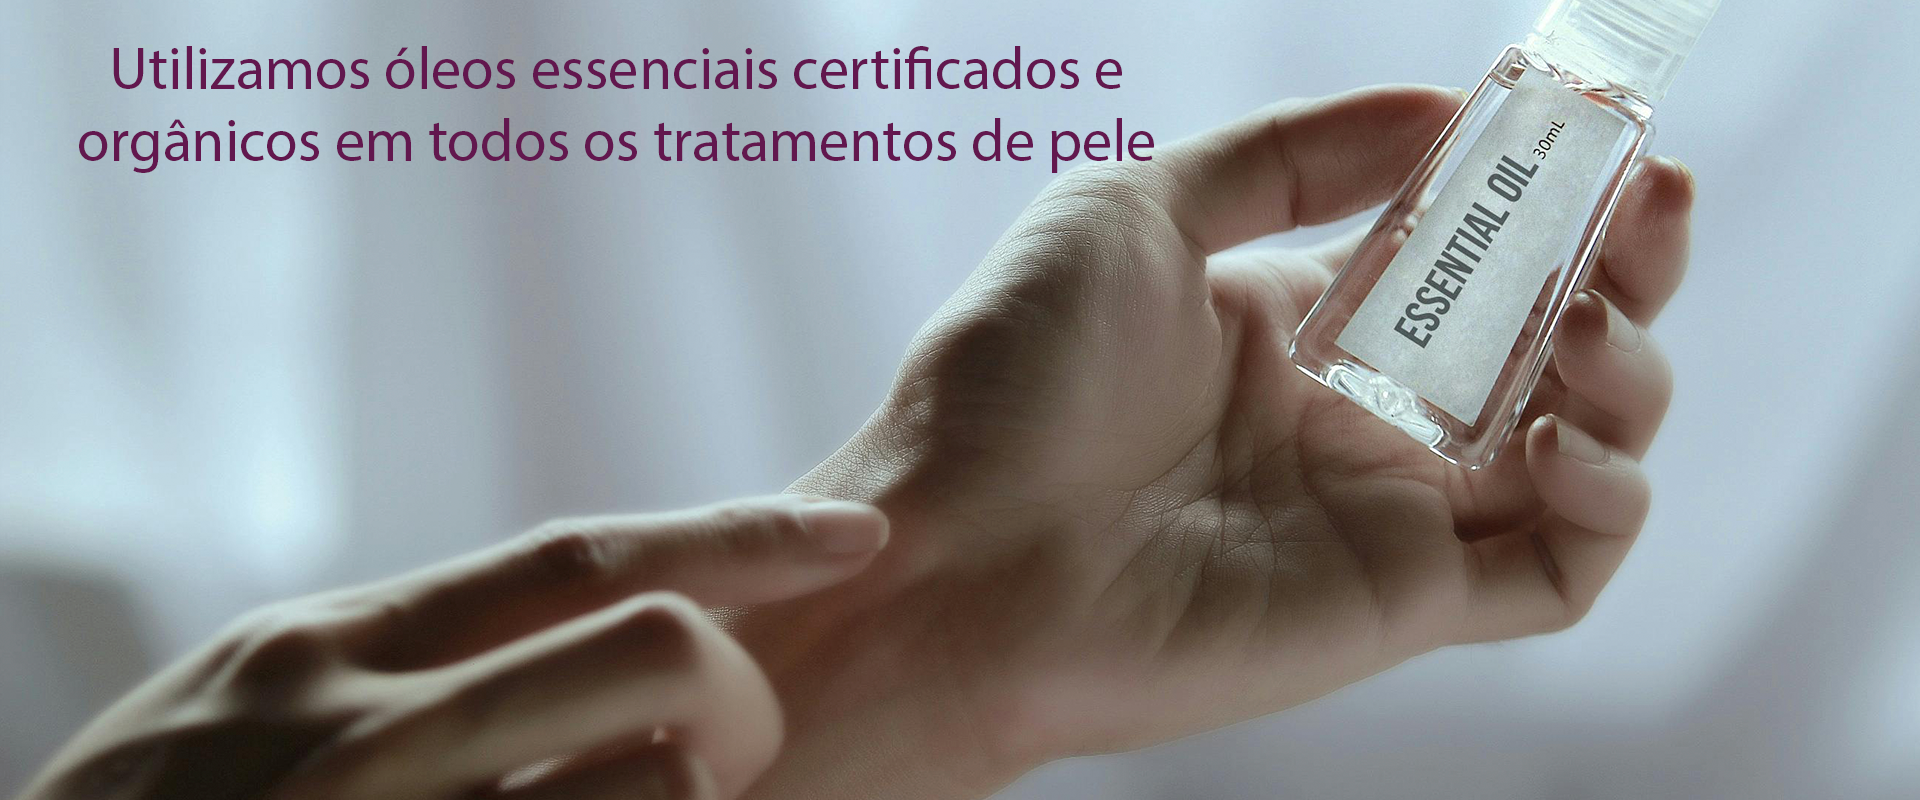 Utilizamos óleos essenciais certificados e
orgânicos em todos os tratamentos de pele
ESSENTIAL OIL 30mL